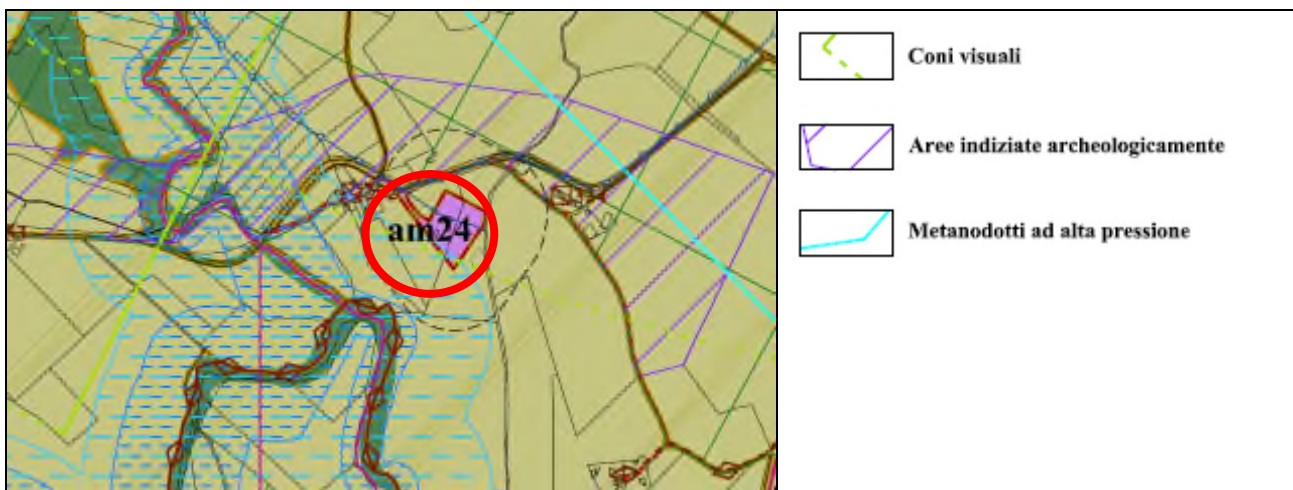 Coni visuali
am24
Aree indiziate archeologicamente
Metanodotti ad alta pressione